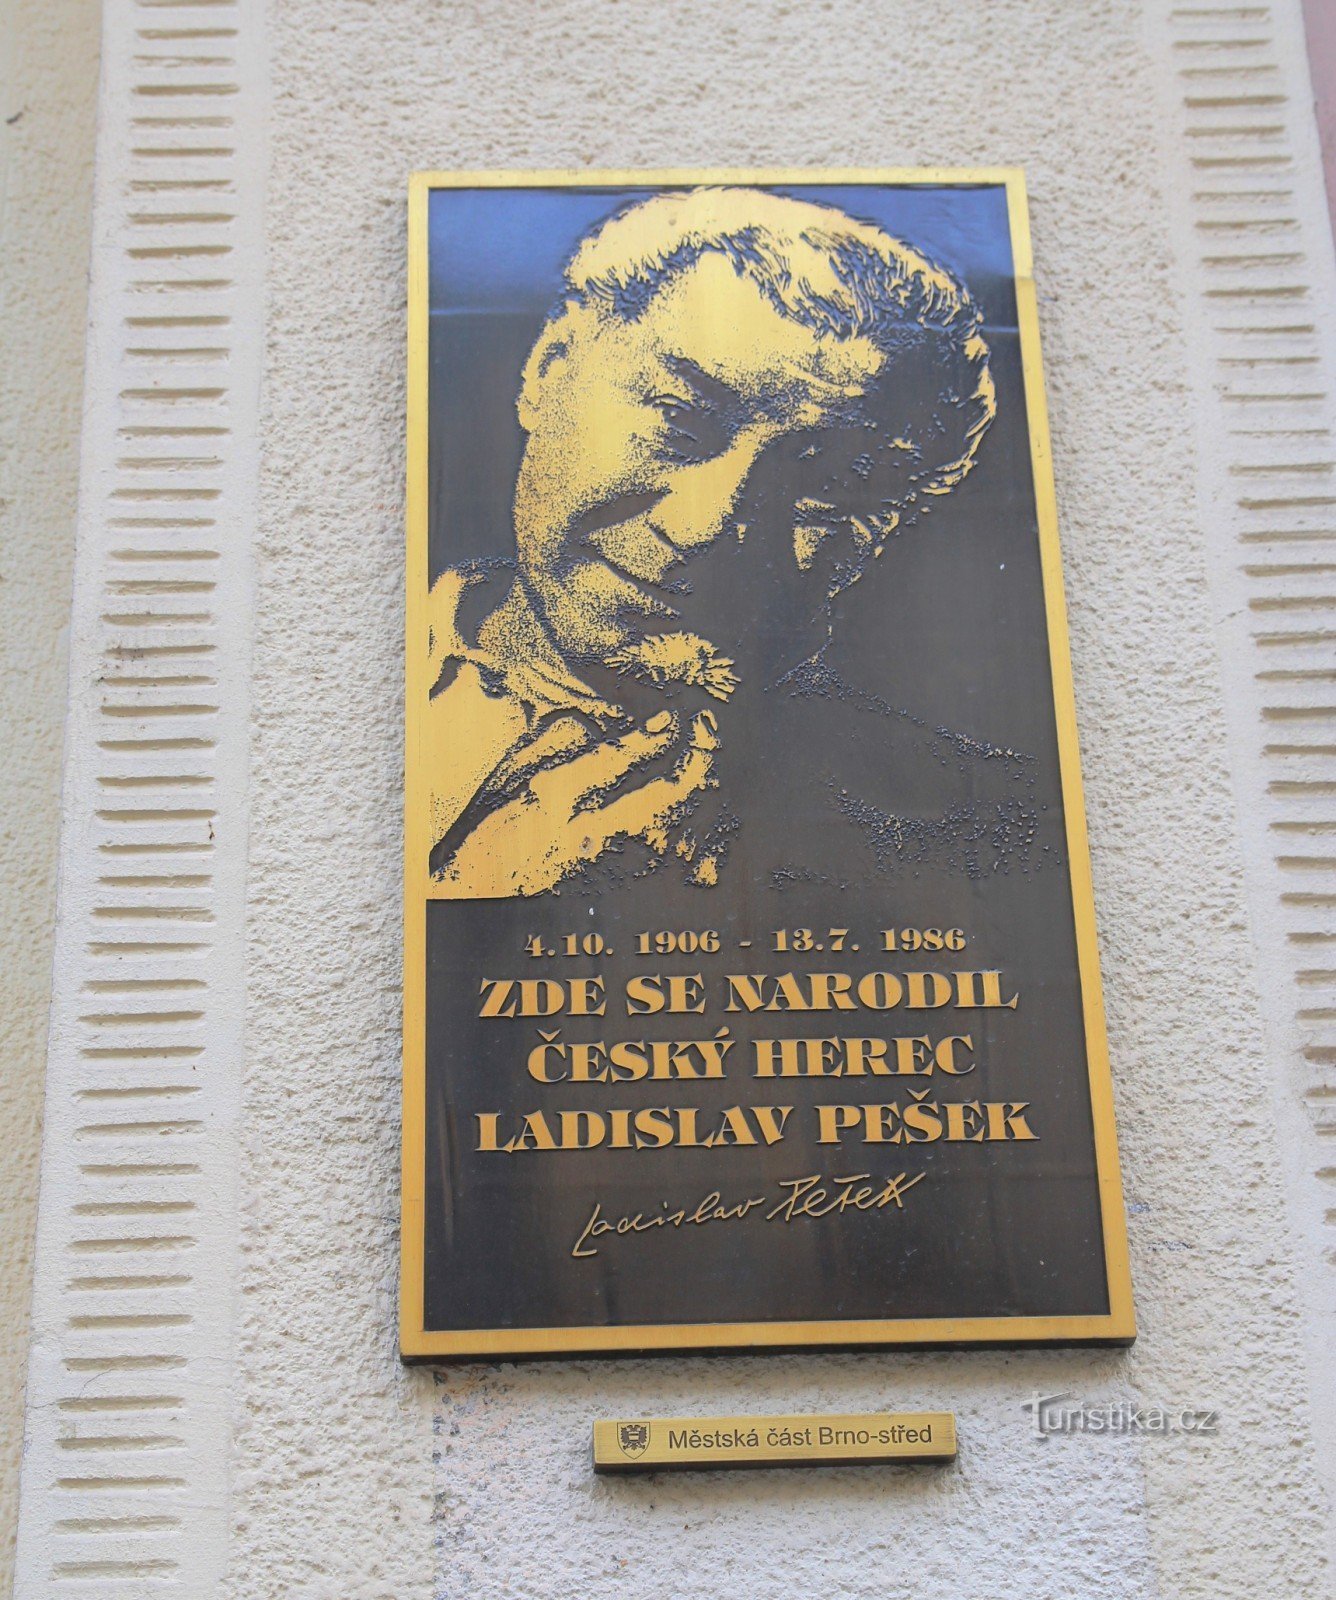 4.10. 1906 - 13.7. 1986
ZDE SE NARODIL
ČESKÝ HEREC
LADISLAV PEŠEK
Ladislav Pešek
Městská část Brno-střed
Turistika.cz